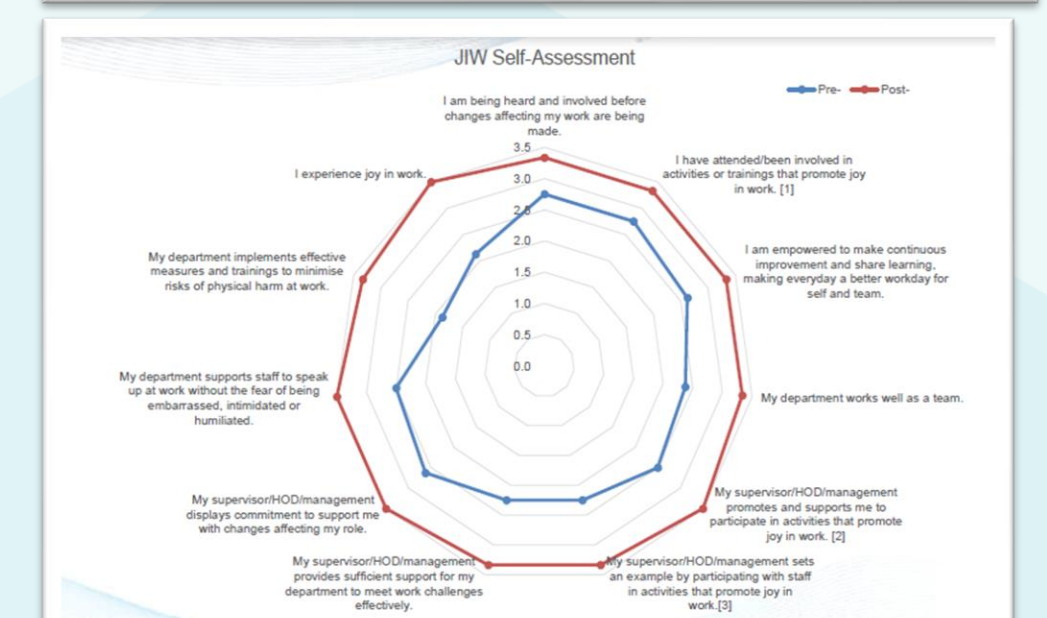 JIW Self-Assessment
Pre-
Post-
I am being heard and involved before
changes affecting my work are being
made.
I have attended/been involved in
activities or trainings that promote joy
in work. [1]
I am empowered to make continuous
improvement and share learning,
making everyday a better workday for
self and team.
My department works well as a team.
My supervisor/HOD/management
promotes and supports me to
participate in activities that promote
joy in work. [2]
My supervisor/HOD/management sets
an example by participating with staff
in activities that promote joy in
work.[3]
My supervisor/HOD/management
provides sufficient support for my
department to meet work challenges
effectively.
My supervisor/HOD/management
displays commitment to support me
with changes affecting my role.
My department supports staff to speak
up at work without the fear of being
embarrassed, intimidated or
humiliated.
My department implements effective
measures and trainings to minimise
risks of physical harm at work.
I experience joy in work.
3.5
3.0
2.5
2.0
1.5
1.0
0.5
0.0